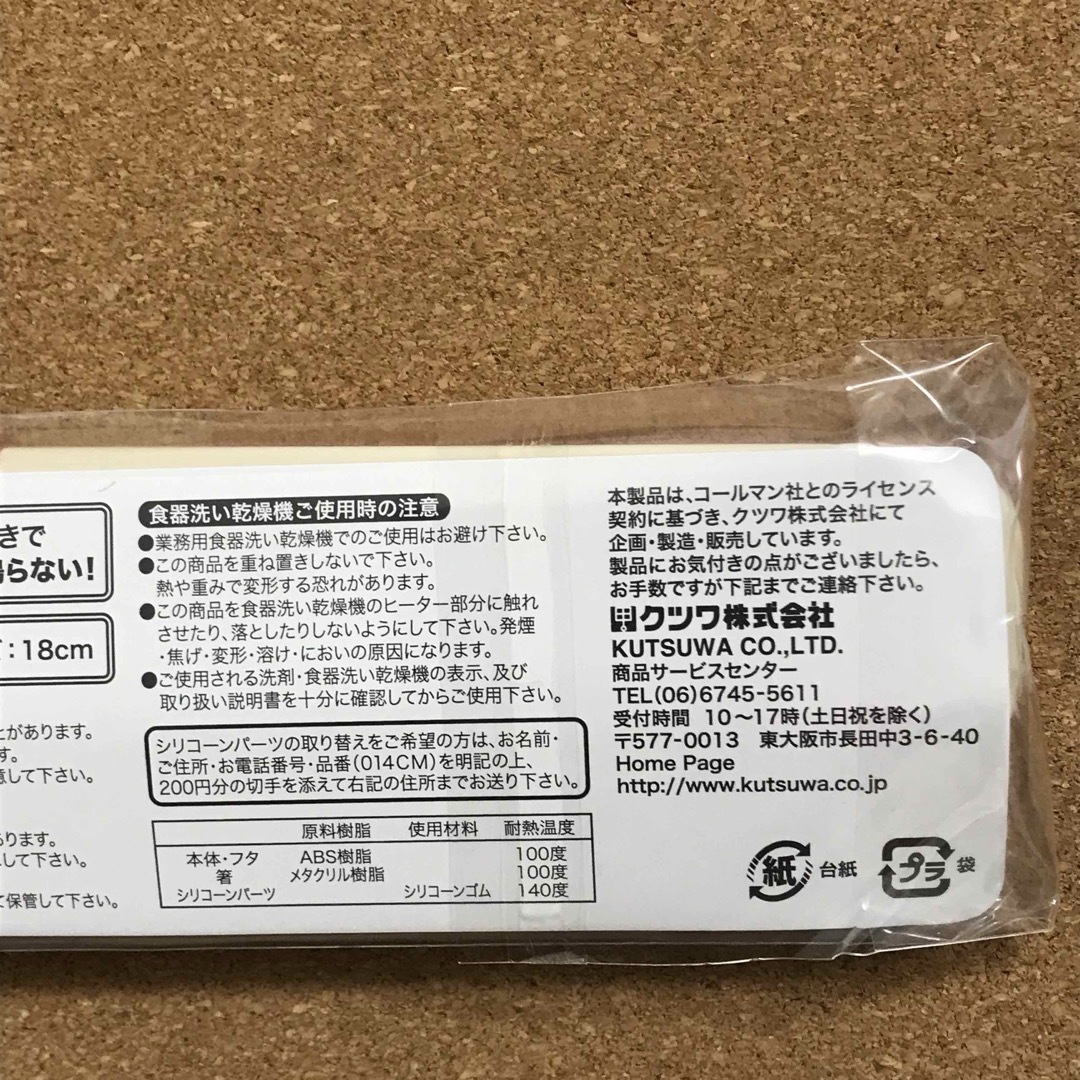 きで
鳴らない!
:18cm
とがあります。
す。
意して下さい。
あります。
して下さい。
て保管して下さい。
食器洗い乾燥機ご使用時の注意
●業務用食器洗い乾燥機でのご使用はお避け下さい。
●この商品を重ね置きしないで下さい。
熱や重みで変形する恐れがあります。
●この商品を食器洗い乾燥機のヒーター部分に触れ
させたり、落としたりしないようにして下さい。発煙
・焦げ・変形・溶け・においの原因になります。
●ご使用される洗剤・食器洗い乾燥機の表示、及び
取り扱い説明書を十分に確認してからご使用下さい。
シリコーンパーツの取り替えをご希望の方は、お名前・
ご住所・お電話番号・品番(014CM)を明記の上、
200円分の切手を添えて右記の住所までお送り下さい。
原料樹脂 使用材料 耐熱温度
本体・フタ ABS樹脂 100度
箸 メタクリル樹脂 100度
シリコーンパーツ シリコーンゴム 140度
本製品は、コールマン社とのライセンス
契約に基づき、クツワ株式会社にて
企画・製造・販売しています。
製品にお気付きの点がございましたら、
お手数ですが下記までご連絡下さい。
クツワ株式会社
KUTSUWA CO.,LTD.
商品サービスセンター
TEL(06)6745-5611
受付時間 10〜17時(土日祝を除く)
〒577-0013 東大阪市長田中3-6-40
Home Page
http://www.kutsuwa.co.jp
紙 台紙
プラ 袋